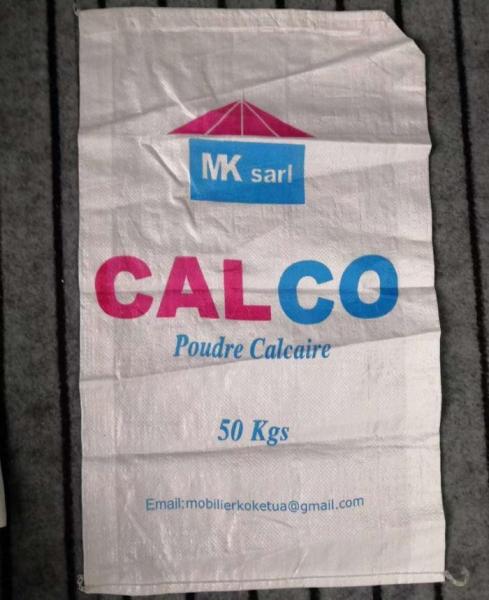 MK sarl
CALCO
Poudre Calcaire
50 Kgs
Email:mobilierkoketua@gmail.com